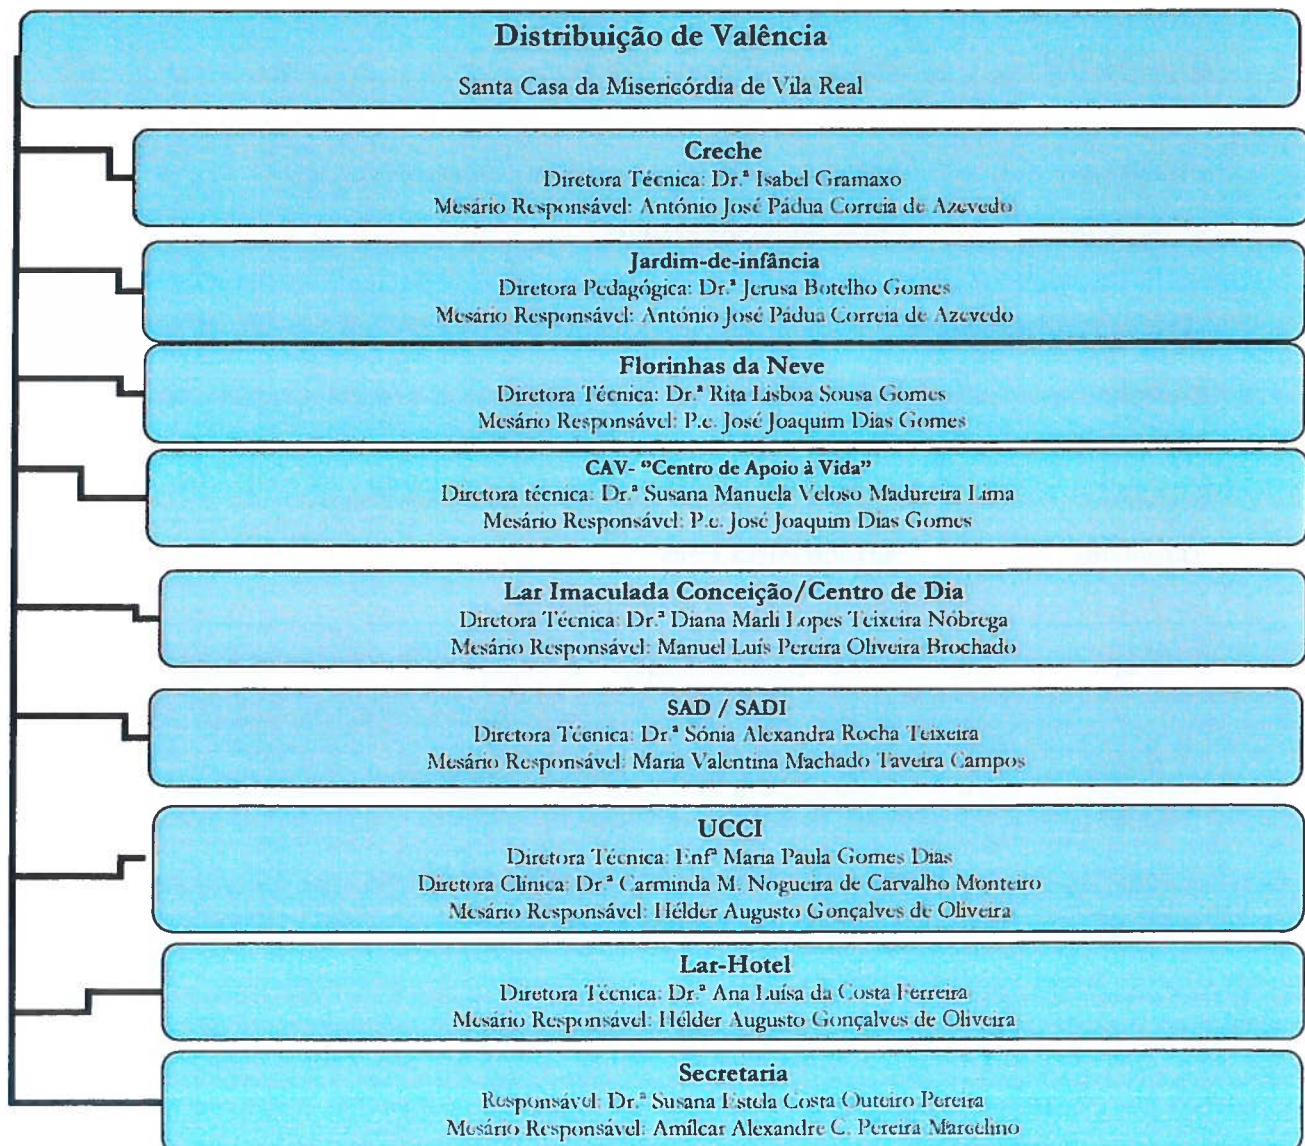 Distribuição de Valência
Santa Casa da Misericórdia de Vila Real
Creche
Diretora Técnica: Dr.ª Isabel Gramaxo
Mesário Responsável: António José Pádua Correia de Azevedo
Jardim-de-infância
Diretora Pedagógica: Dr.ª Jerusa Botelho Gomes
Mesário Responsável: António José Pádua Correia de Azevedo
Florinhas da Neve
Diretora Técnica: Dr.ª Rita Lisboa Sousa Gomes
Mesário Responsável: P.e. José Joaquim Dias Gomes
CAV- "Centro de Apoio à Vida"
Diretora técnica: Dr.ª Susana Manuela Veloso Madureira Lima
Mesário Responsável: P.e. José Joaquim Dias Gomes
Lar Imaculada Conceição/Centro de Dia
Diretora Técnica: Dr.ª Diana Marli Lopes Teixeira Nóbrega
Mesário Responsável: Manuel Luís Pereira Oliveira Brochado
SAD / SADI
Diretora Técnica: Dr.ª Sónia Alexandra Rocha Teixeira
Mesário Responsável: Maria Valentina Machado Taveira Campos
UCCI
Diretora Técnica: Enfª Maria Paula Gomes Dias
Diretora Clínica: Dr.ª Carminda M. Nogueira de Carvalho Monteiro
Mesário Responsável: Hélder Augusto Gonçalves de Oliveira
Lar-Hotel
Diretora Técnica: Dr.ª Ana Luísa da Costa Ferreira
Mesário Responsável: Hélder Augusto Gonçalves de Oliveira
Secretaria
Responsável: Dr.ª Susana Estela Costa Outeiro Pereira
Mesário Responsável: Amílcar Alexandre C. Pereira Marcelino